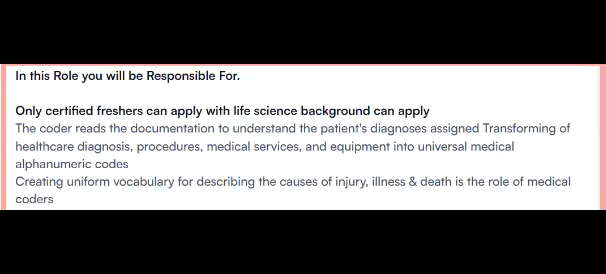 In this Role you will be Responsible For.
Only certified freshers can apply with life science background can apply
The coder reads the documentation to understand the patient's diagnoses assigned Transforming of
healthcare diagnosis, procedures, medical services, and equipment into universal medical
alphanumeric codes
Creating uniform vocabulary for describing the causes of injury, illness & death is the role of medical
coders